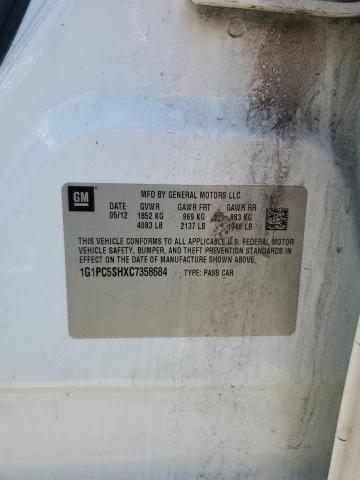 GM
MFD BY GENERAL MOTORS LLC
DATE GVWR GAWR FRT GAWR RR
05/12 1852 KG 969 KG 883 KG
4083 LB 2137 LB 1946 LB
THIS VEHICLE CONFORMS TO ALL APPLICABLE U.S. FEDERAL MOTOR
VEHICLE SAFETY, BUMPER, AND THEFT PREVENTION STANDARDS
IN EFFECT ON THE DATE OF MANUFACTURE SHOWN ABOVE.
1G1PC5SHXC7358684 TYPE: PASS CAR